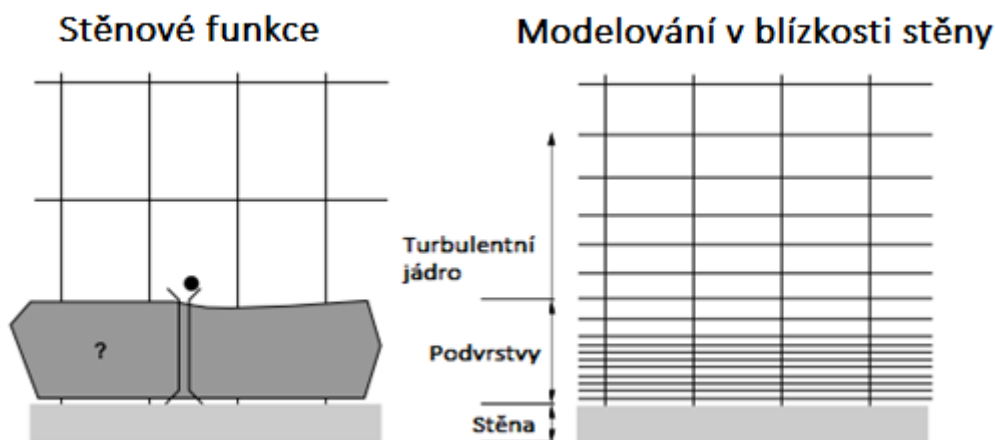 Stěnové funkce
Modelování v blízkosti stěny
Turbulentní
jádro
?
Podvrstvy
Stěna